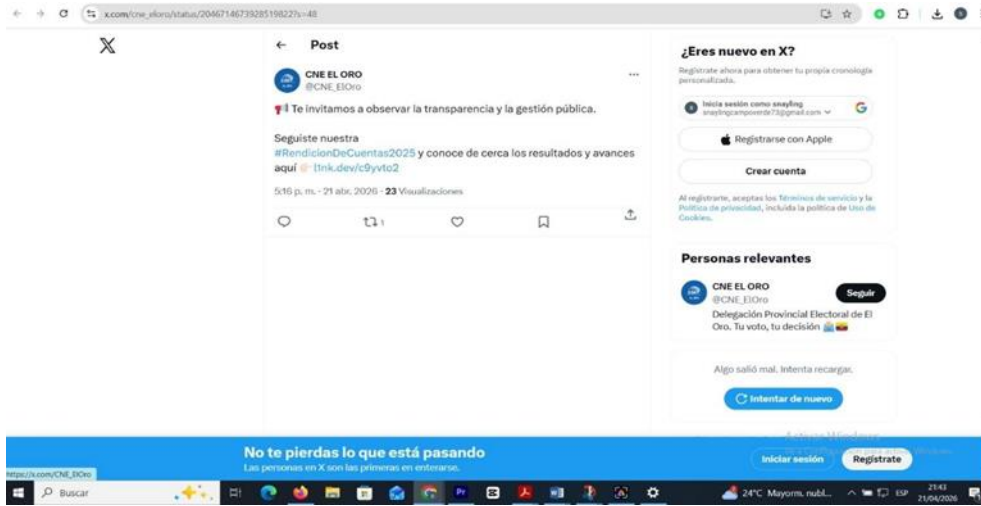 x.com/cne_eloro/status/2046714673928519822?s=48
Post
CNE EL ORO
@CNE_ElOro
Te invitamos a observar la transparencia y la gestión pública.
Seguiste nuestra
#RendicionDeCuentas2025 y conoce de cerca los resultados y avances
aquí l1nk.dev/c9yvto2
5:16 p. m. · 21 abr. 2026 · 23 Visualizaciones
1
¿Eres nuevo en X?
Regístrate ahora para obtener tu propia cronología
personalizada.
Inicia sesión como snayling
snaylingcampoverde73@gmail.com
Registrarse con Apple
Crear cuenta
Al registrarte, aceptas los Términos de servicio y la
Política de privacidad, incluida la política de Uso de
Cookies.
Personas relevantes
CNE EL ORO
@CNE_ElOro
Seguir
Delegación Provincial Electoral de El
Oro. Tu voto, tu decisión
Algo salió mal. Intenta recargar.
Intentar de nuevo
Activar Windows
No te pierdas lo que está pasando
Las personas en X son las primeras en enterarse.
Iniciar sesión
Regístrate
https://x.com/CNE_ElOro
Buscar
24°C Mayorm. nubl...
ESP
21:43
21/04/2026